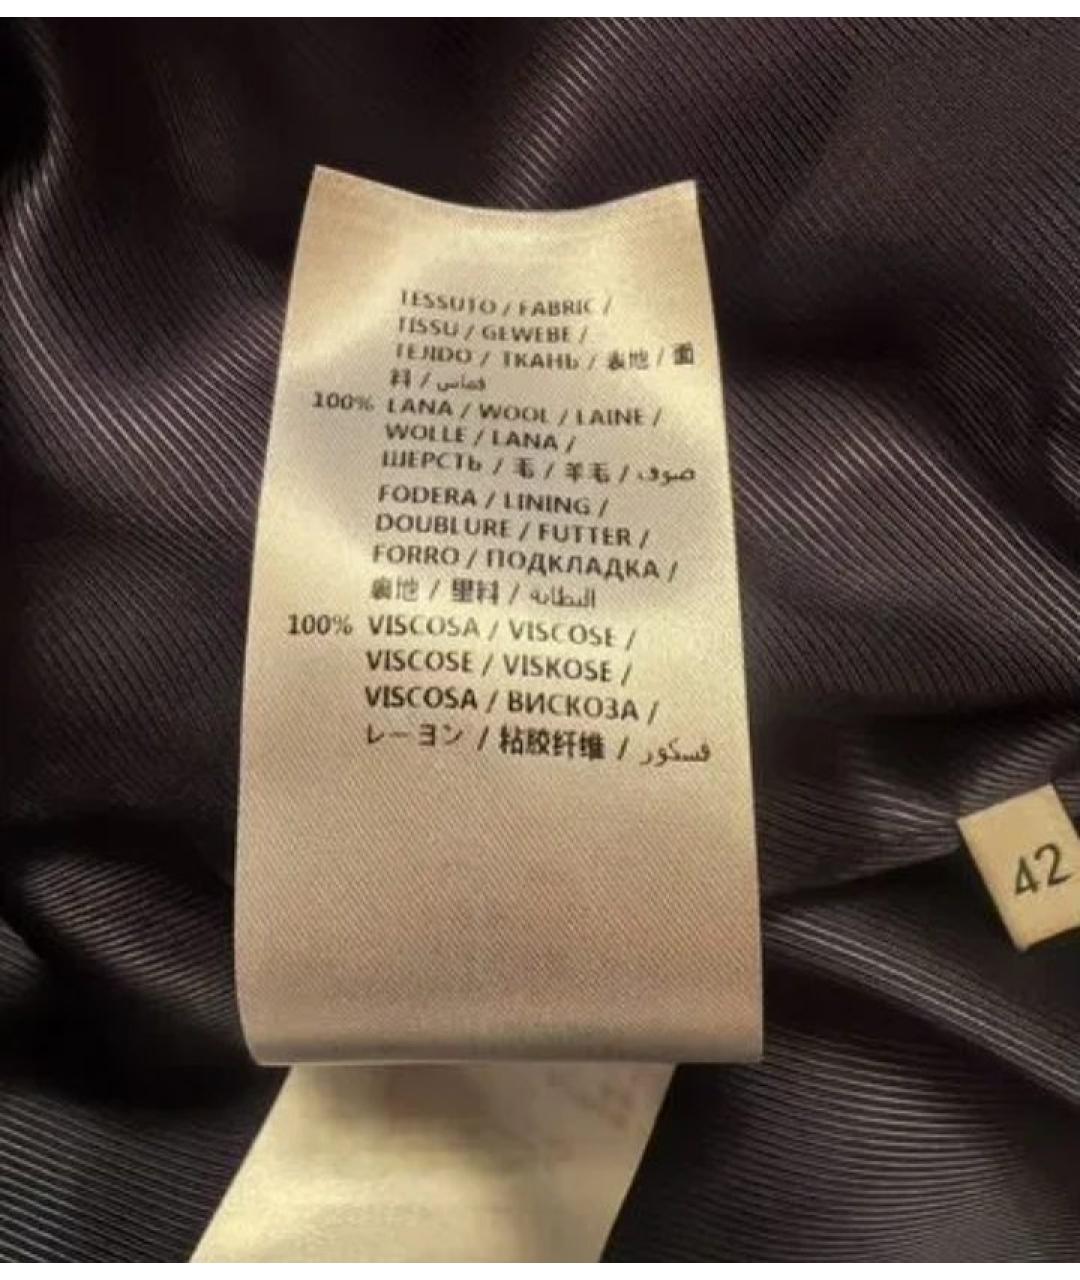 TESSUTO / FABRIC /
TISSU / GEWEBE /
TEJIDO / ТКАНЬ / 表地 / 面
料 / قماش
100% LANA / WOOL / LAINE /
WOLLE / LANA /
ШЕРСТЬ / 毛 / 羊毛 / صوف
FODERA / LINING /
DOUBLURE / FUTTER /
FORRO / ПОДКЛАДКА /
裏地 / 里料 / البطانة
100% VISCOSA / VISCOSE /
VISCOSE / VISKOSE /
VISCOSA / ВИСКОЗА /
レーヨン / 粘胶纤维 / فسكور
42